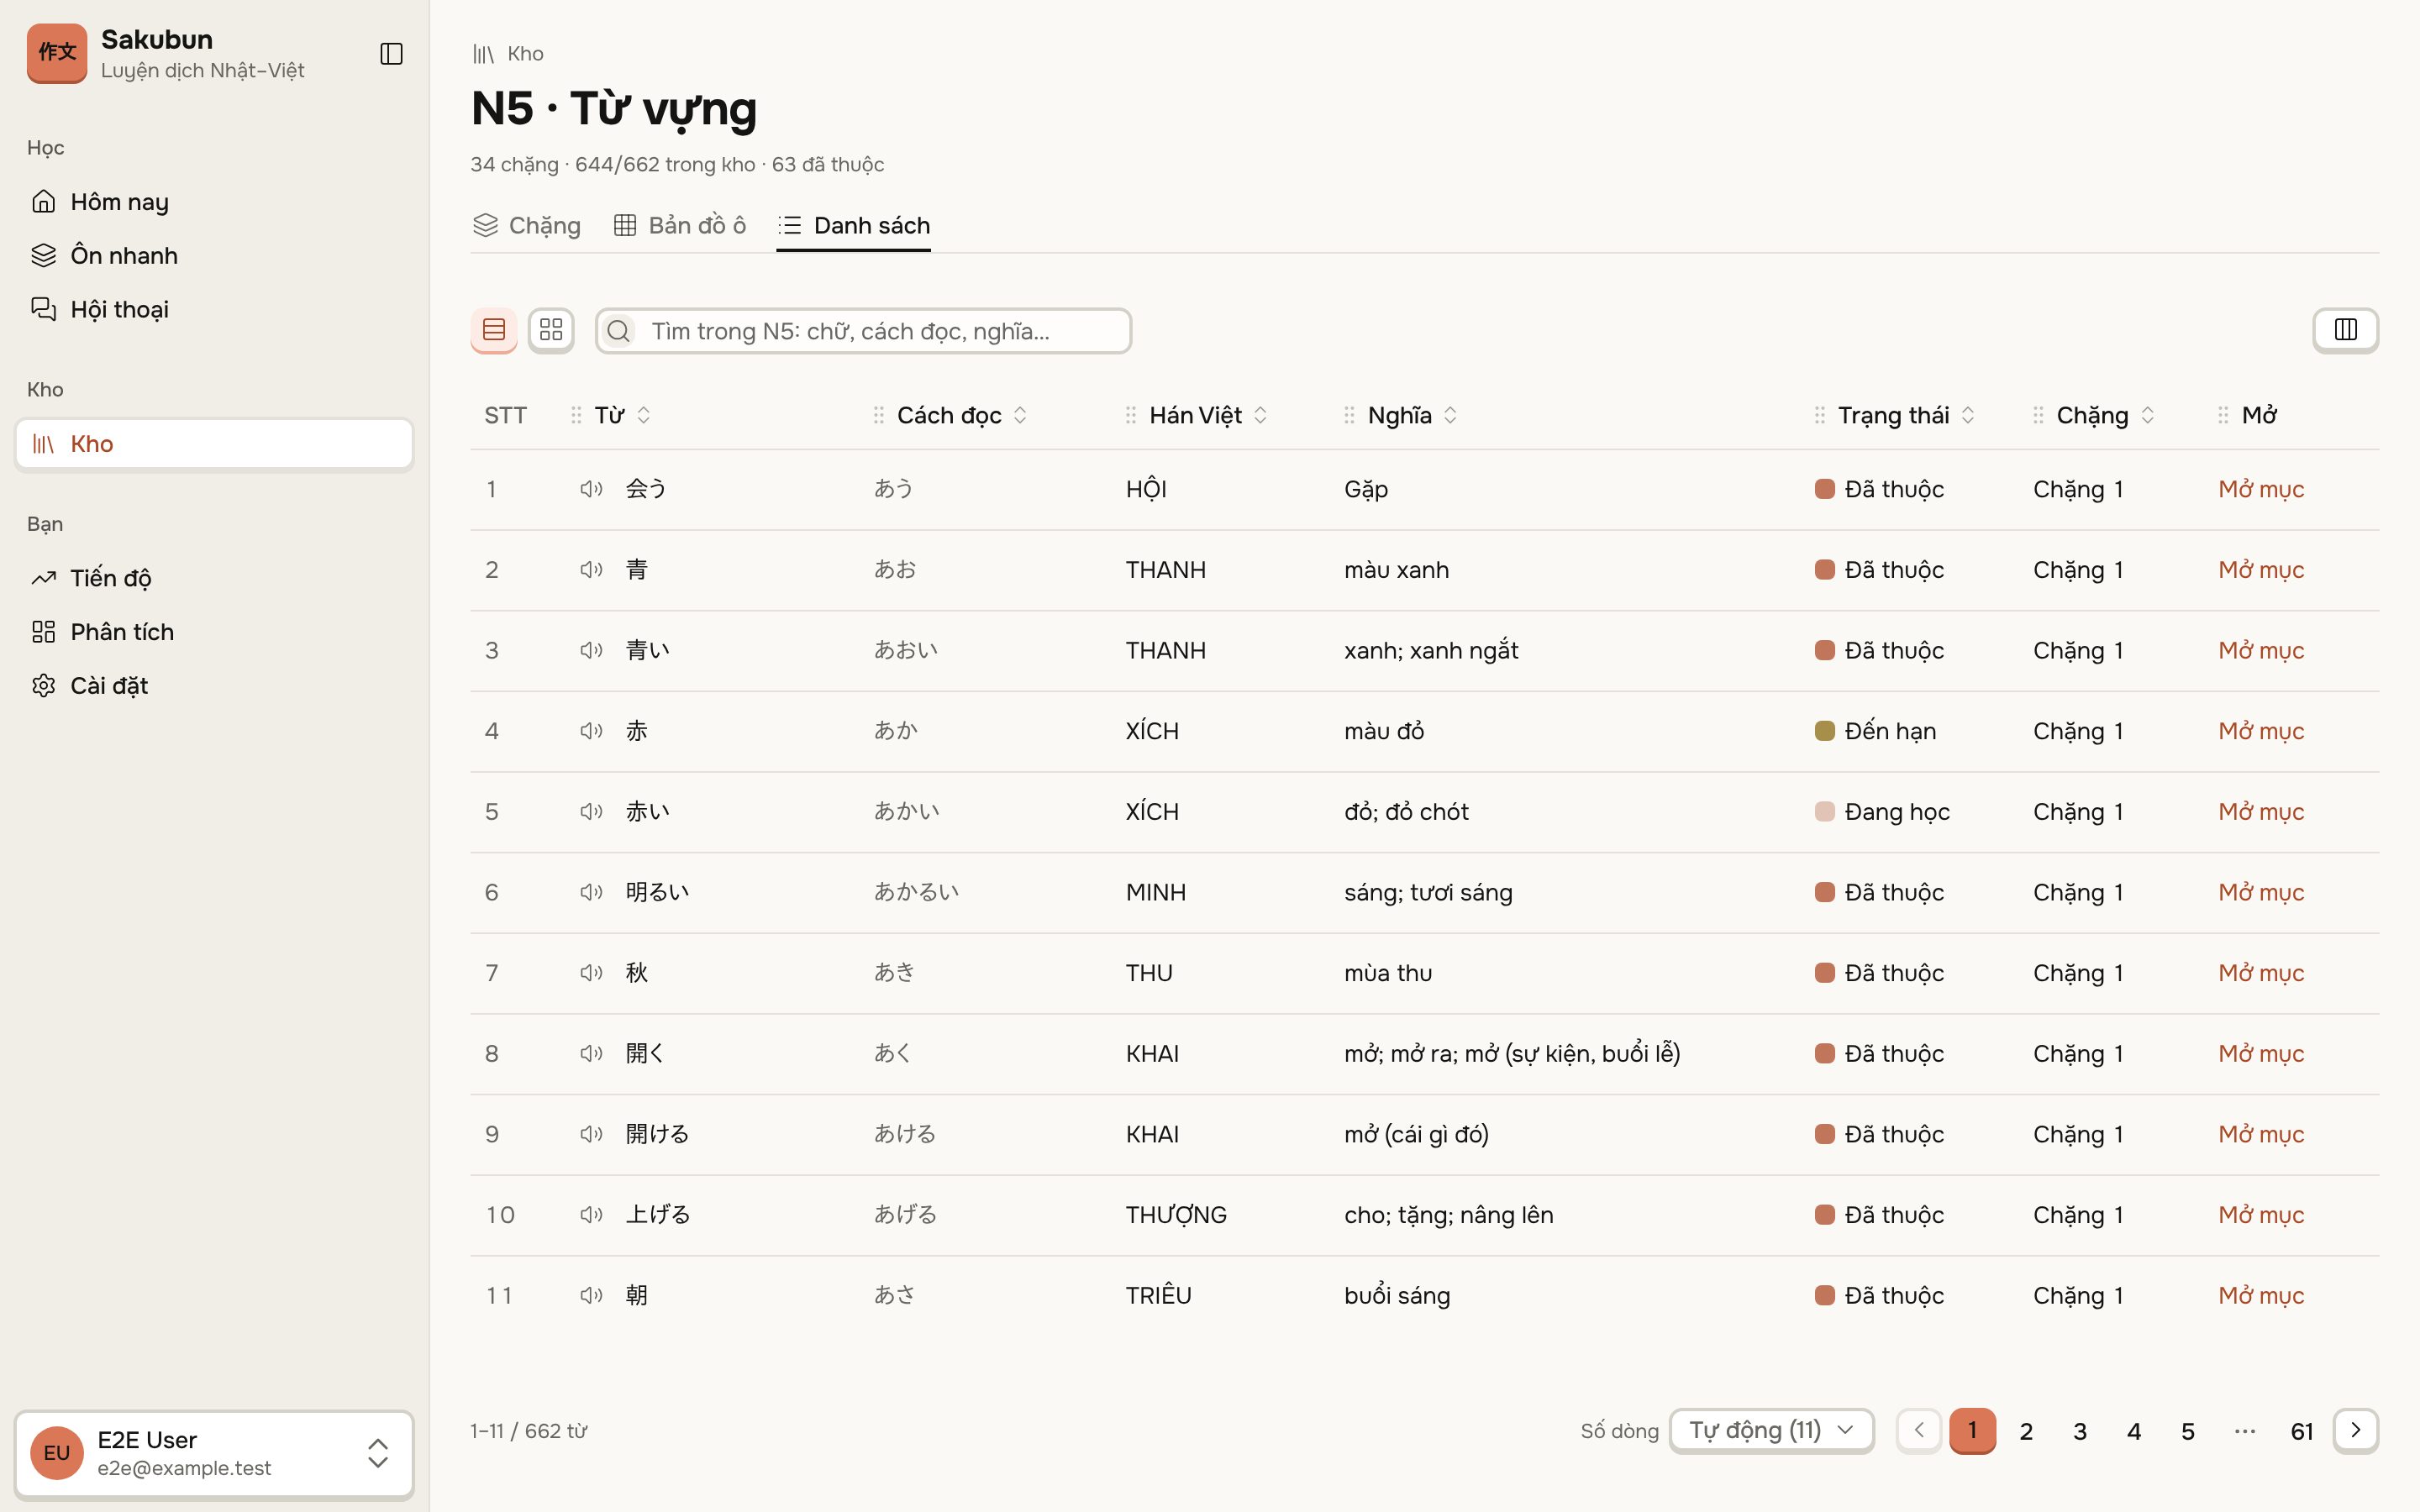 作文
Sakubun
Luyện dịch Nhật–Việt
Học
Hôm nay
Ôn nhanh
Hội thoại
Kho
Kho
Bạn
Tiến độ
Phân tích
Cài đặt
EU
E2E User
e2e@example.test
Kho
N5 · Từ vựng
34 chặng · 644/662 trong kho · 63 đã thuộc
Chặng Bản đồ ô Danh sách
Tìm trong N5: chữ, cách đọc, nghĩa...
STT Từ Cách đọc Hán Việt Nghĩa Trạng thái Chặng Mở
1 会う あう HỘI Gặp Đã thuộc Chặng 1 Mở mục
2 青 あお THANH màu xanh Đã thuộc Chặng 1 Mở mục
3 青い あおい THANH xanh; xanh ngắt Đã thuộc Chặng 1 Mở mục
4 赤 あか XÍCH màu đỏ Đến hạn Chặng 1 Mở mục
5 赤い あかい XÍCH đỏ; đỏ chót Đang học Chặng 1 Mở mục
6 明るい あかるい MINH sáng; tươi sáng Đã thuộc Chặng 1 Mở mục
7 秋 あき THU mùa thu Đã thuộc Chặng 1 Mở mục
8 開く あく KHAI mở; mở ra; mở (sự kiện, buổi lễ) Đã thuộc Chặng 1 Mở mục
9 開ける あける KHAI mở (cái gì đó) Đã thuộc Chặng 1 Mở mục
10 上げる あげる THƯỢNG cho; tặng; nâng lên Đã thuộc Chặng 1 Mở mục
11 朝 あさ TRIÊU buổi sáng Đã thuộc Chặng 1 Mở mục
1–11 / 662 từ Số dòng Tự động (11) 1 2 3 4 5 ··· 61